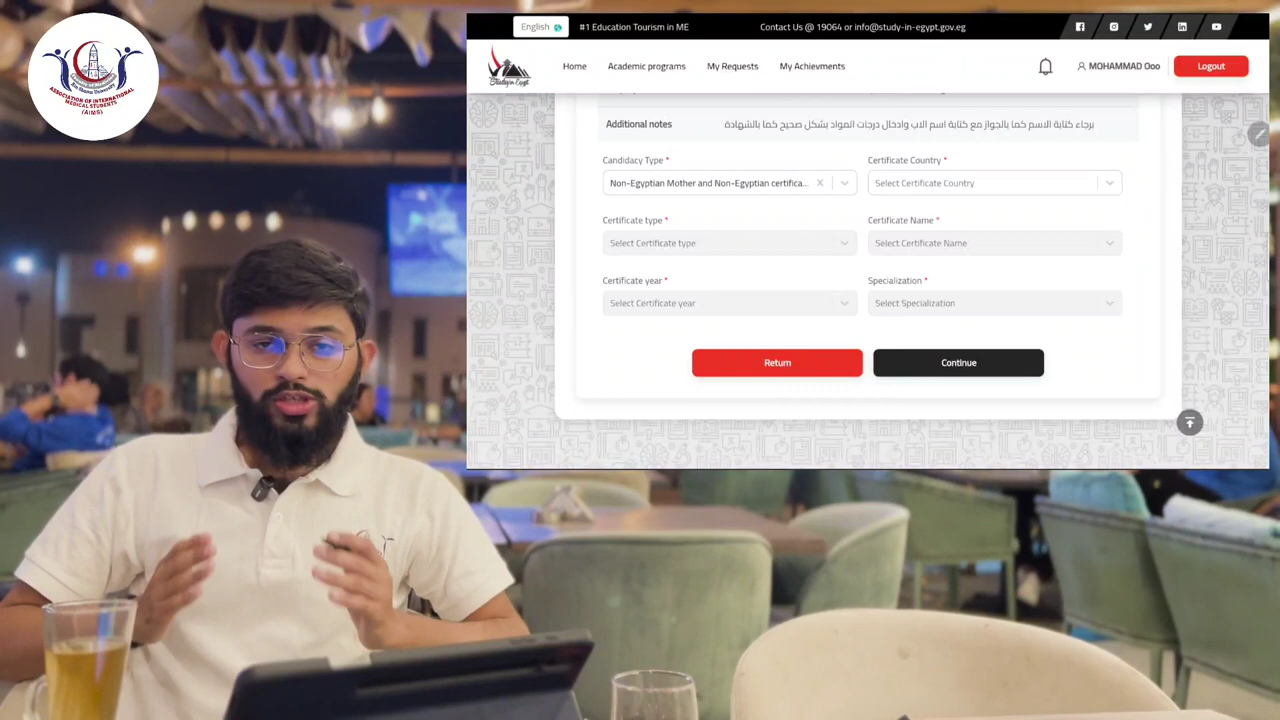 ASSOCIATION OF INTERNATIONAL
MEDICAL STUDENTS
(AIMS)
English
#1 Education Tourism in ME
Contact Us @ 19064 or info@study-in-egypt.gov.eg
Study in Egypt
Home
Academic programs
My Requests
My Achievments
MOHAMMAD Ooo
Logout
Additional notes
برجاء كتابة الاسم كما بالجواز مع كتابة اسم الاب وادخال درجات المواد بشكل صحيح كما بالشهادة
Candidacy Type *
Certificate Country *
Non-Egyptian Mother and Non-Egyptian certifica...
Select Certificate Country
Certificate type *
Certificate Name *
Select Certificate type
Select Certificate Name
Certificate year *
Specialization *
Select Certificate year
Select Specialization
Return
Continue